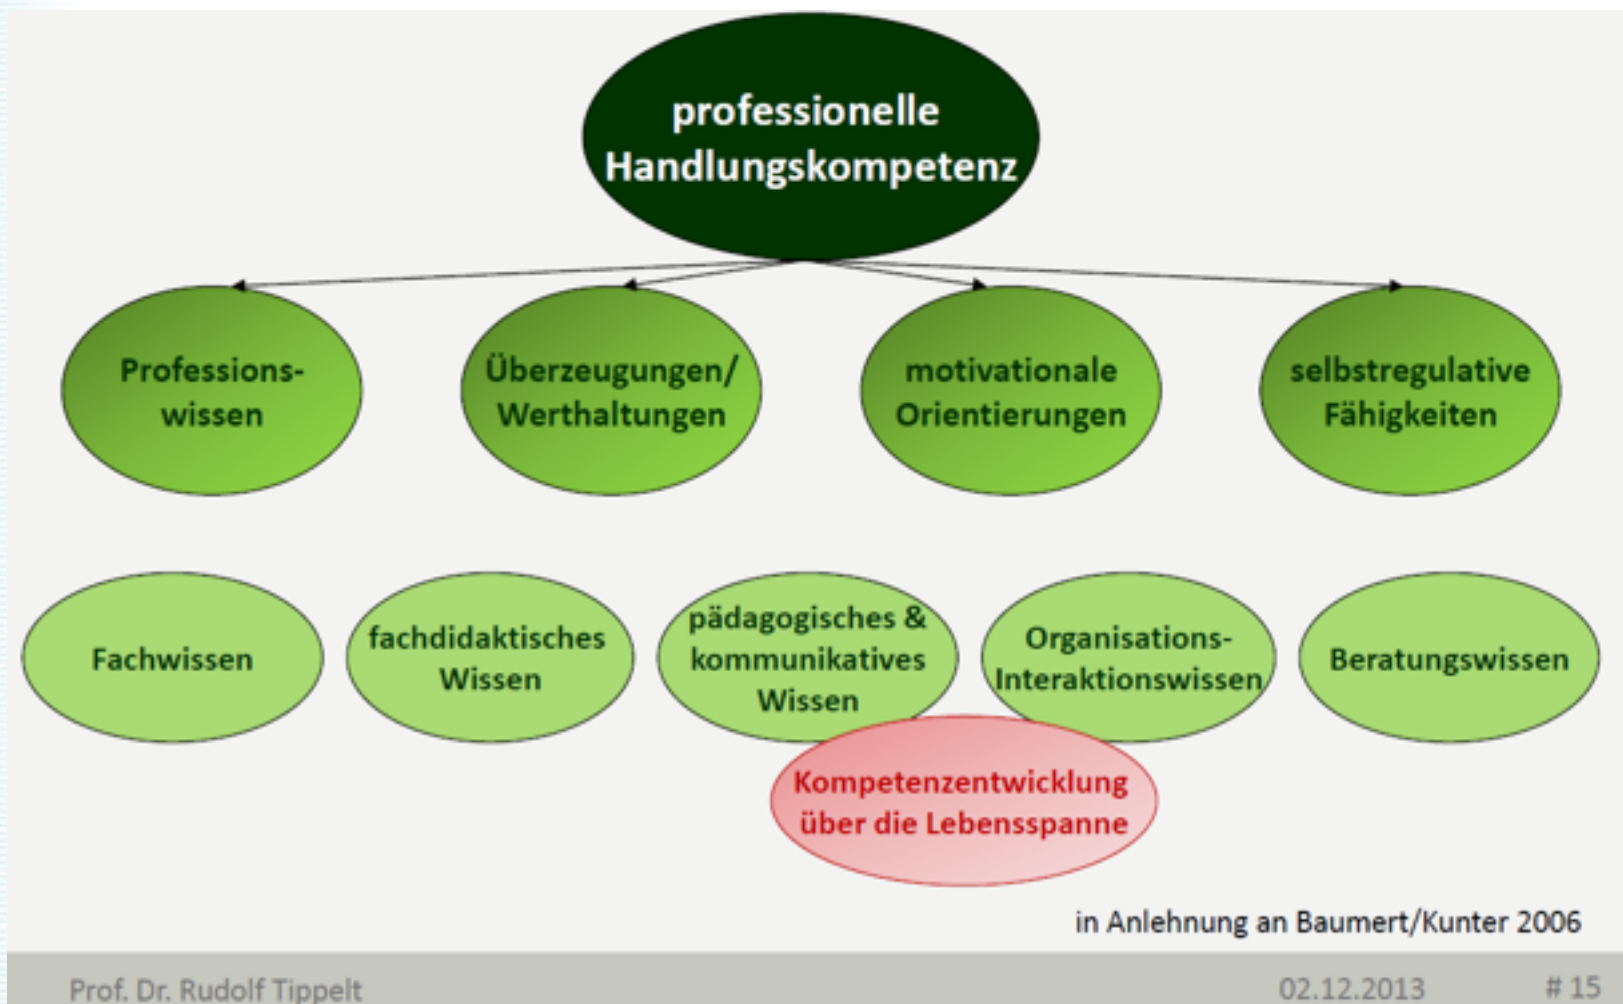 professionelle
Handlungskompetenz
Professions-
wissen
Überzeugungen/
Werthaltungen
motivationale
Orientierungen
selbstregulative
Fähigkeiten
Fachwissen
fachdidaktisches
Wissen
pädagogisches &
kommunikatives
Wissen
Organisations-
Interaktionswissen
Beratungswissen
Kompetenzentwicklung
über die Lebensspanne
in Anlehnung an Baumert/Kunter 2006
Prof. Dr. Rudolf Tippelt
02.12.2013
# 15